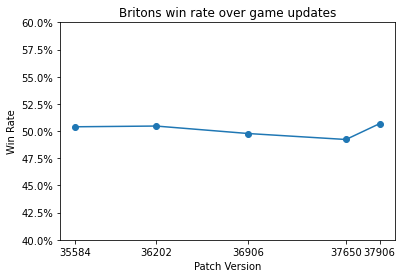 Britons win rate over game updates
60.0%
57.5%
55.0%
52.5%
50.0%
47.5%
45.0%
42.5%
40.0%
Win Rate
35584 36202 36906 37650 37906
Patch Version